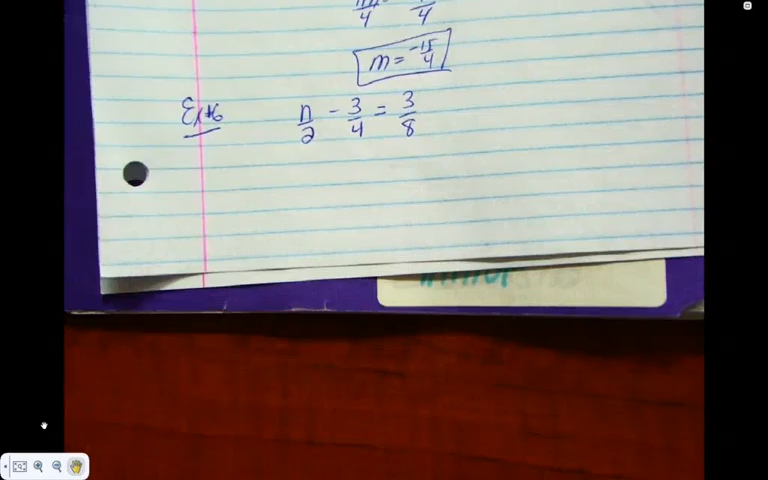 m = -15/4
Ex#6 n/2 - 3/4 = 3/8